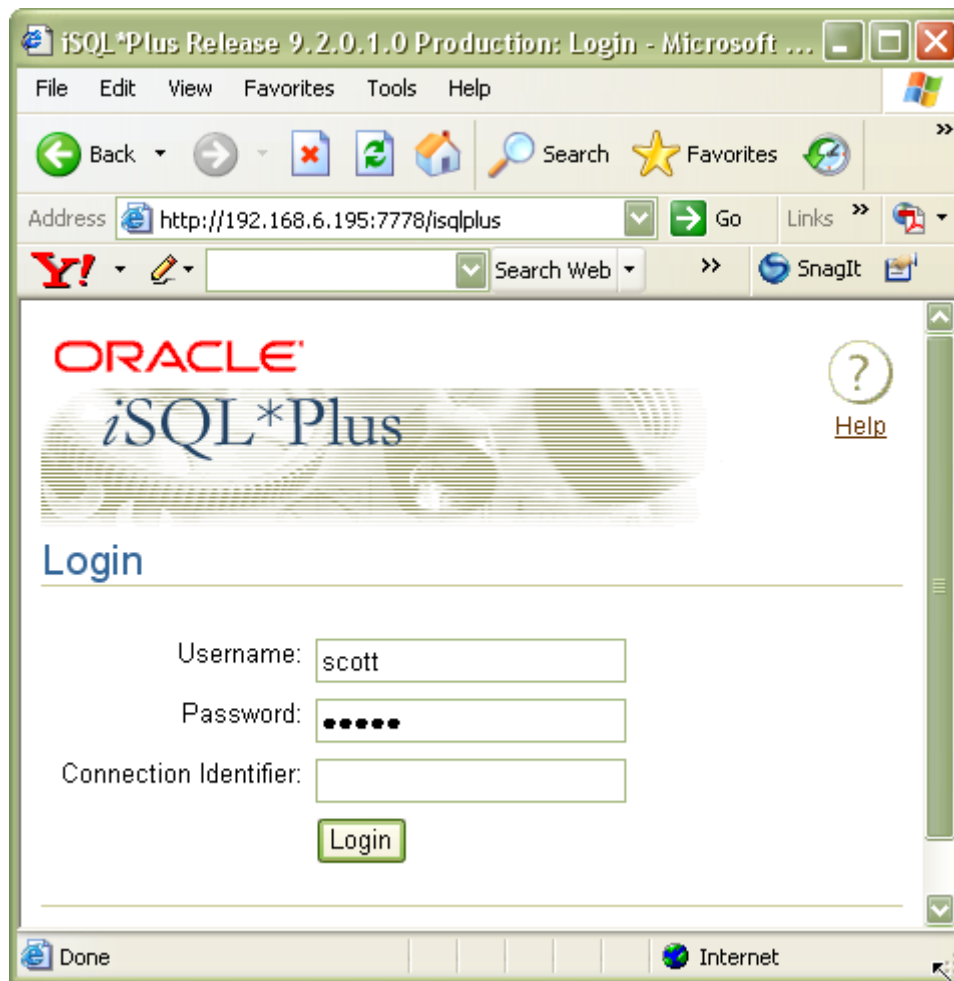 iSQL*Plus Release 9.2.0.1.0 Production: Login - Microsoft ...
File Edit View Favorites Tools Help
Back Search Favorites »
Address http://192.168.6.195:7778/isqlplus Go Links »
Y! Search Web » SnagIt
ORACLE
iSQL*Plus
?
Help
Login
Username: scott
Password: •••••
Connection Identifier:
Login
Done Internet